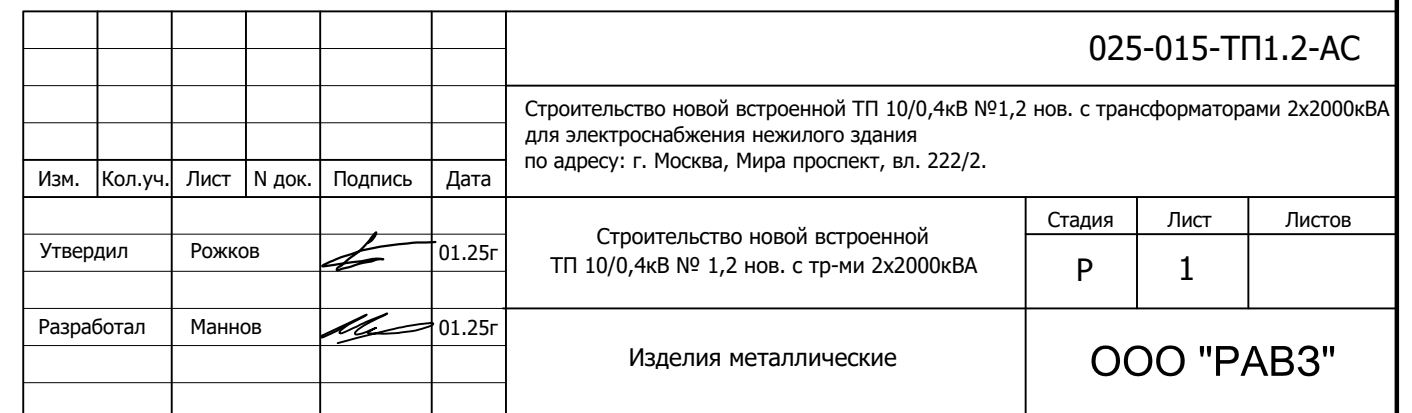 025-015-ТП1.2-АС
Строительство новой встроенной ТП 10/0,4кВ №1,2 нов. с трансформаторами 2х2000кВА
для электроснабжения нежилого здания
по адресу: г. Москва, Мира проспект, вл. 222/2.
Изм. Кол.уч. Лист N док. Подпись Дата
Строительство новой встроенной
ТП 10/0,4кВ № 1,2 нов. с тр-ми 2х2000кВА
Стадия Лист Листов
Р 1
Утвердил Рожков 01.25г
Разработал Маннов 01.25г
Изделия металлические
ООО "РАВЗ"